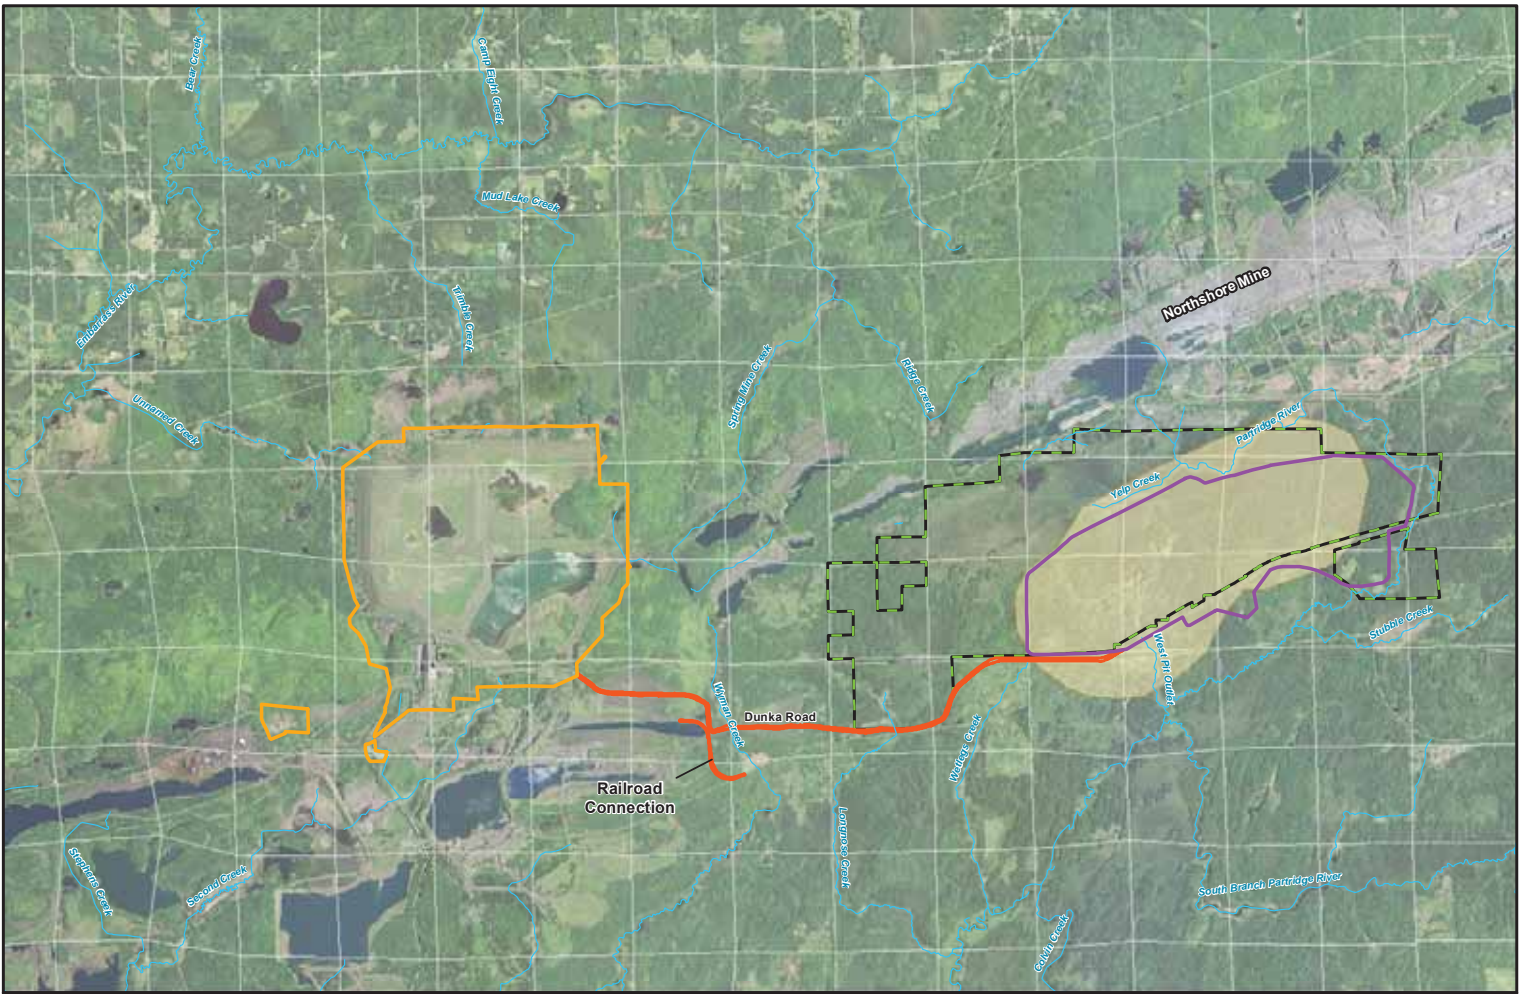 Bear Creek
Camp Eight Creek
Mud Lake Creek
Embarrass River
Trimble Creek
Northshore Mine
Unnamed Creek
Spring Mine Creek
Ridge Creek
Partridge River
Yelp Creek
Stubble Creek
West Pit Outlet
Wyman Creek
Dunka Road
Wetlegs Creek
Railroad
Connection
Longnose Creek
Stephens Creek
Second Creek
South Branch Partridge River
Colvin Creek